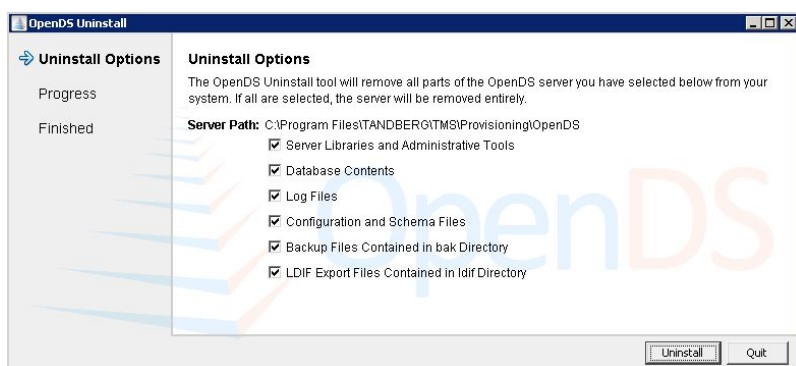 OpenDS Uninstall
Uninstall Options
Progress
Finished
Uninstall Options
The OpenDS Uninstall tool will remove all parts of the OpenDS server you have selected below from your
system. If all are selected, the server will be removed entirely.
Server Path: C:\Program Files\TANDBERG\TMS\Provisioning\OpenDS
Server Libraries and Administrative Tools
Database Contents
Log Files
Configuration and Schema Files
Backup Files Contained in bak Directory
LDIF Export Files Contained in ldif Directory
OpenDS
Uninstall
Quit